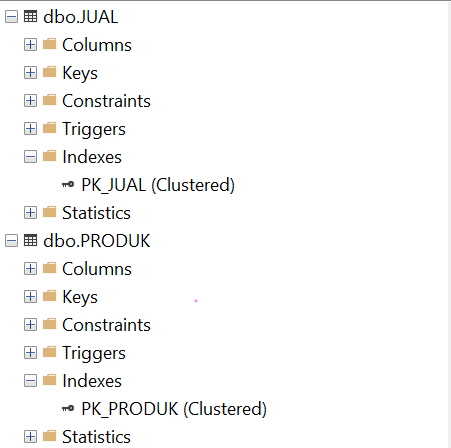 dbo.JUAL
Columns
Keys
Constraints
Triggers
Indexes
PK_JUAL (Clustered)
Statistics
dbo.PRODUK
Columns
Keys
Constraints
Triggers
Indexes
PK_PRODUK (Clustered)
Statistics